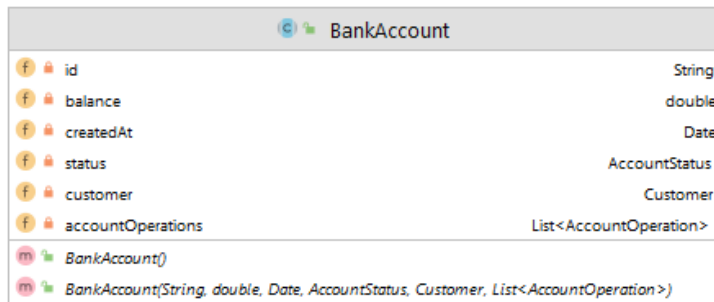 BankAccount
id String
balance double
createdAt Date
status AccountStatus
customer Customer
accountOperations List<AccountOperation>
BankAccount()
BankAccount(String, double, Date, AccountStatus, Customer, List<AccountOperation>)